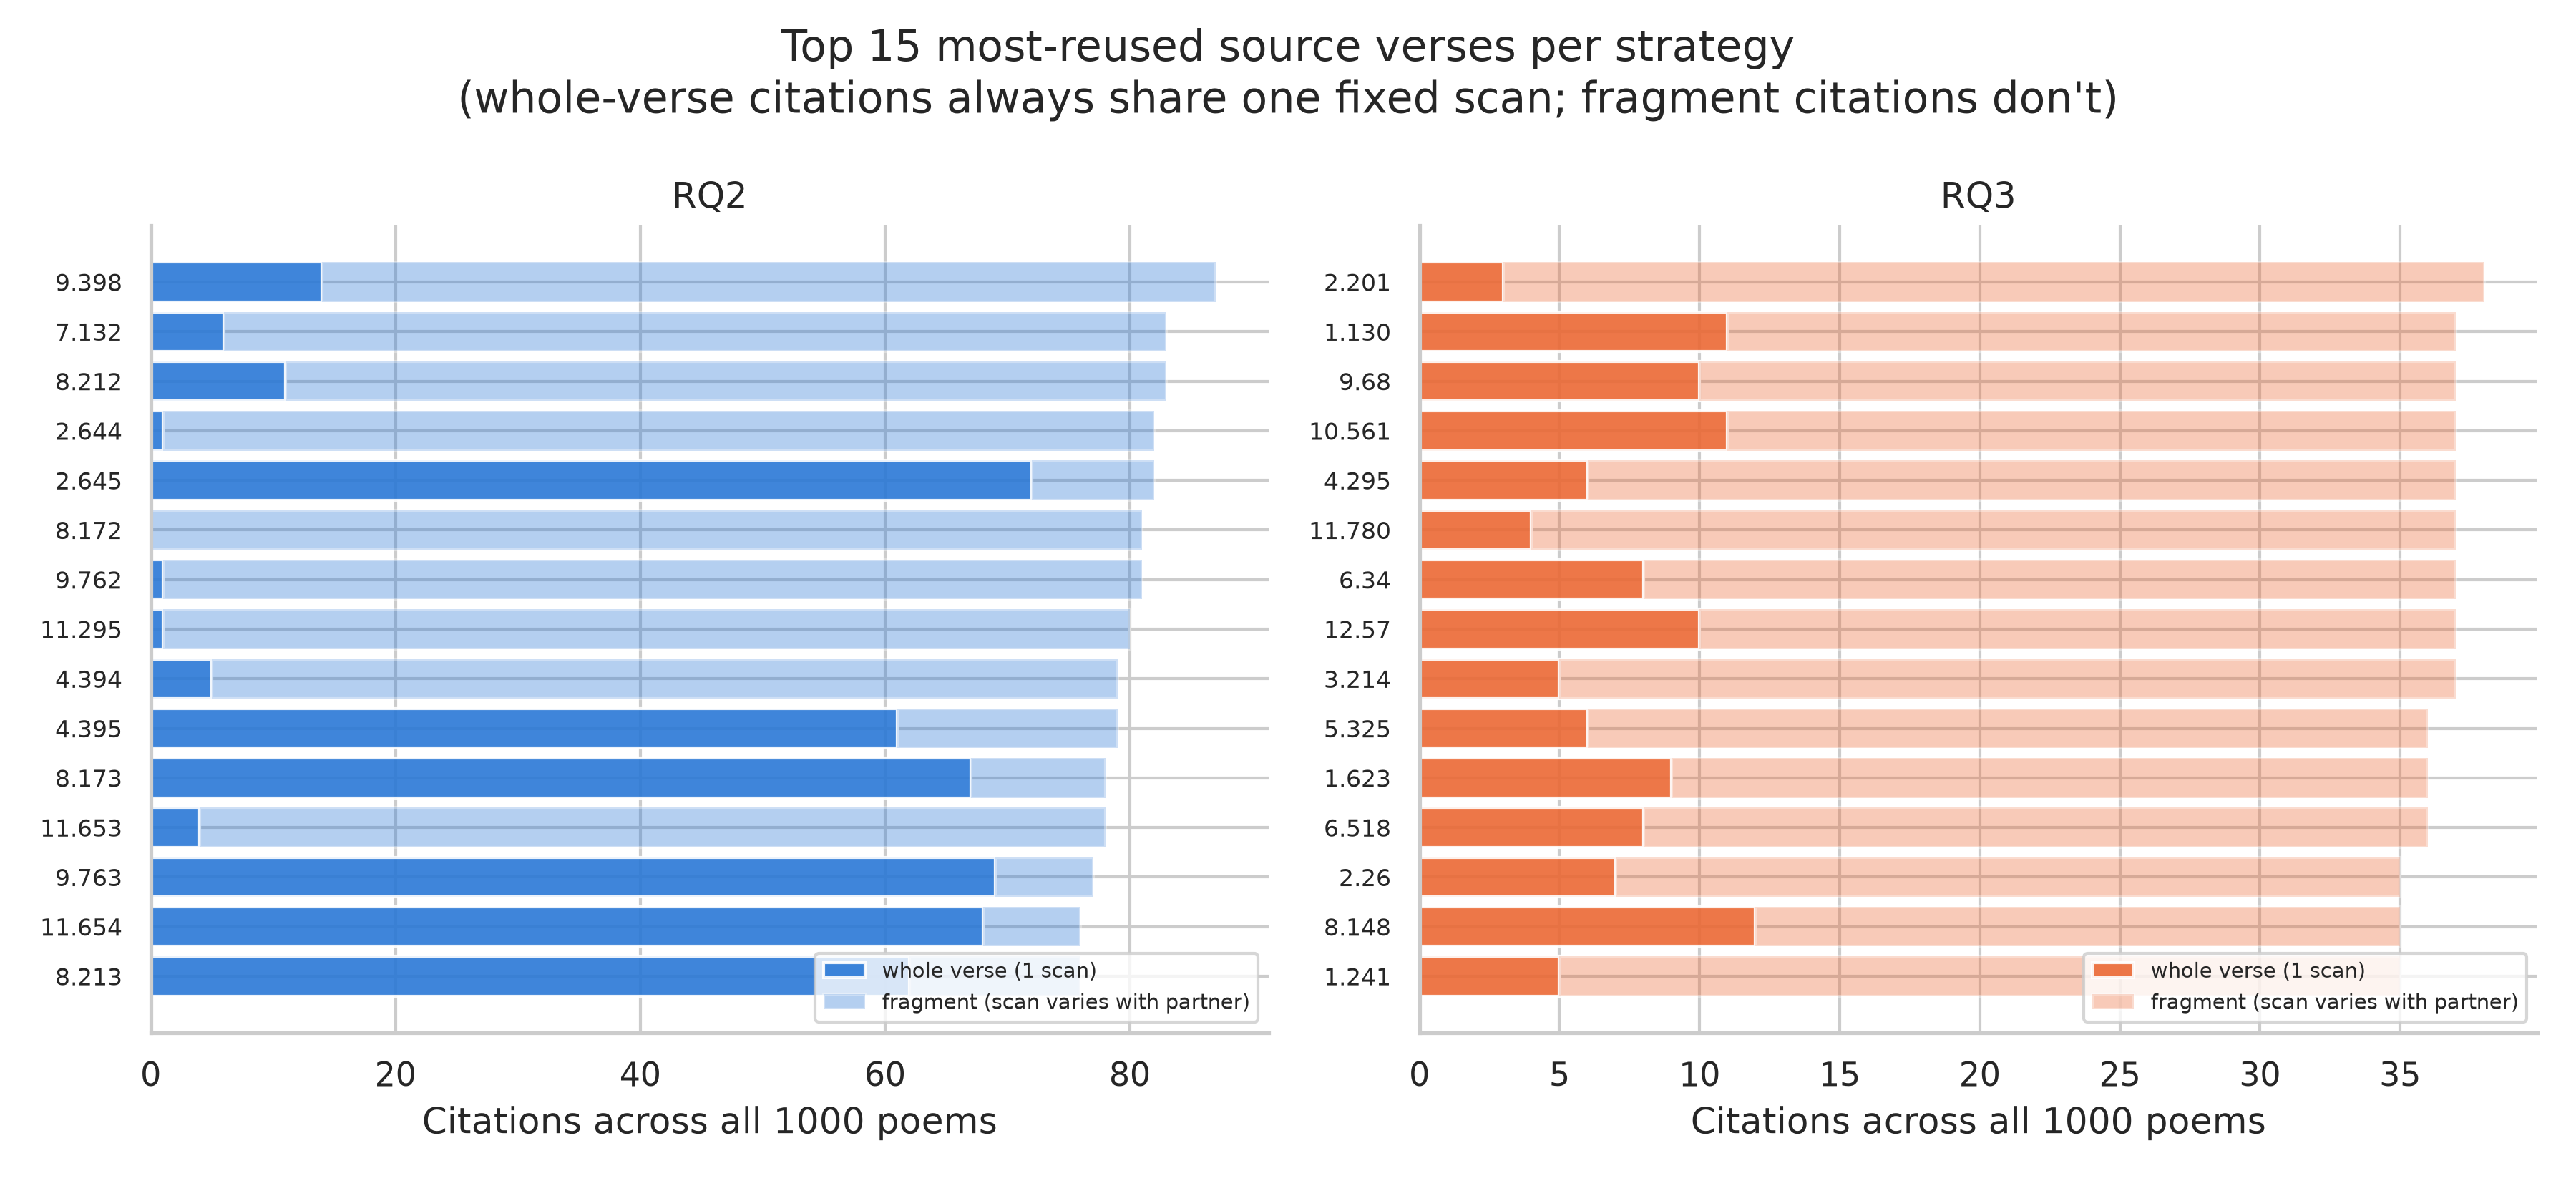 Top 15 most-reused source verses per strategy
(whole-verse citations always share one fixed scan; fragment citations don't)
RQ2
9.398
7.132
8.212
2.644
2.645
8.172
9.762
11.295
4.394
4.395
8.173
11.653
9.763
11.654
8.213
whole verse (1 scan)
fragment (scan varies with partner)
0 20 40 60 80
Citations across all 1000 poems
RQ3
2.201
1.130
9.68
10.561
4.295
11.780
6.34
12.57
3.214
5.325
1.623
6.518
2.26
8.148
1.241
whole verse (1 scan)
fragment (scan varies with partner)
0 5 10 15 20 25 30 35
Citations across all 1000 poems